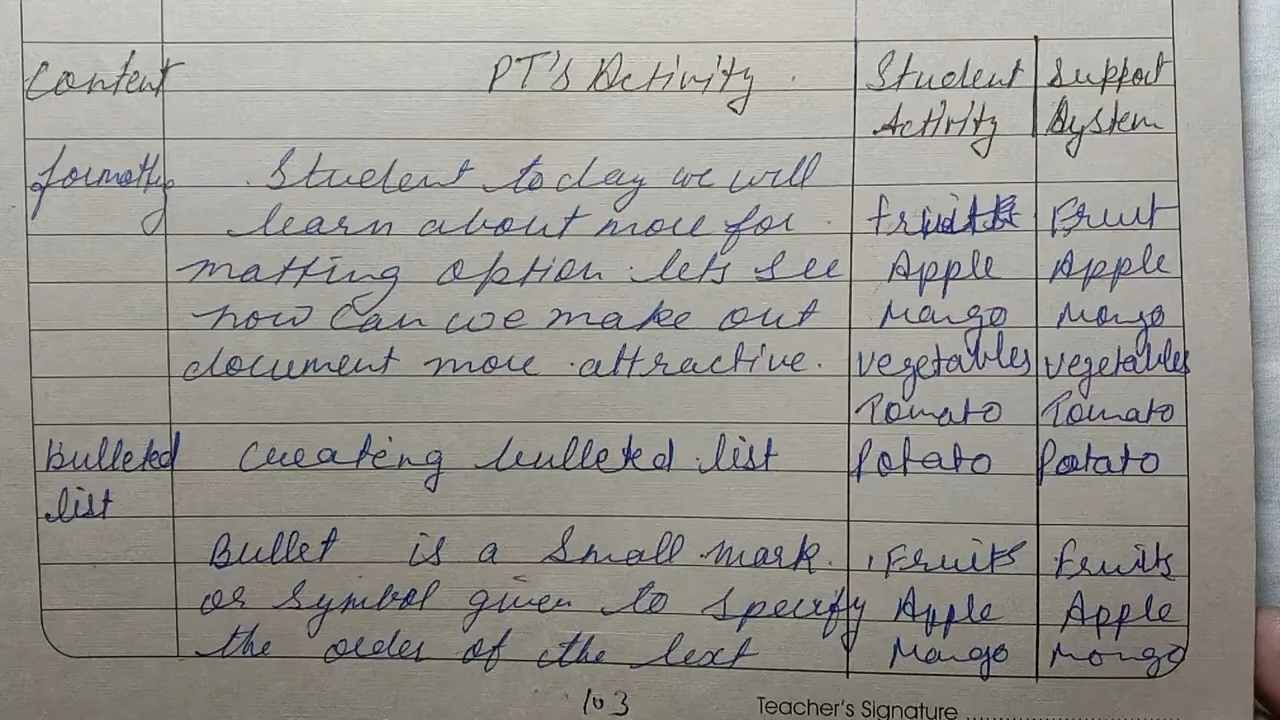 Content PT's Activity. Student Support
Activity System
formatting Student today we will
learn about more for Fruits Fruit
matting option lets see Apple Apple
how can we make out Mango Mango
document more attractive. vegetables vegetables
Tomato Tomato
Bulleted creating bulleted list Potato Potato
list
Bullet is a small mark. Fruits Fruits
or symbol given to specify Apple Apple
the order of the text Mango Mango
103 Teacher's Signature